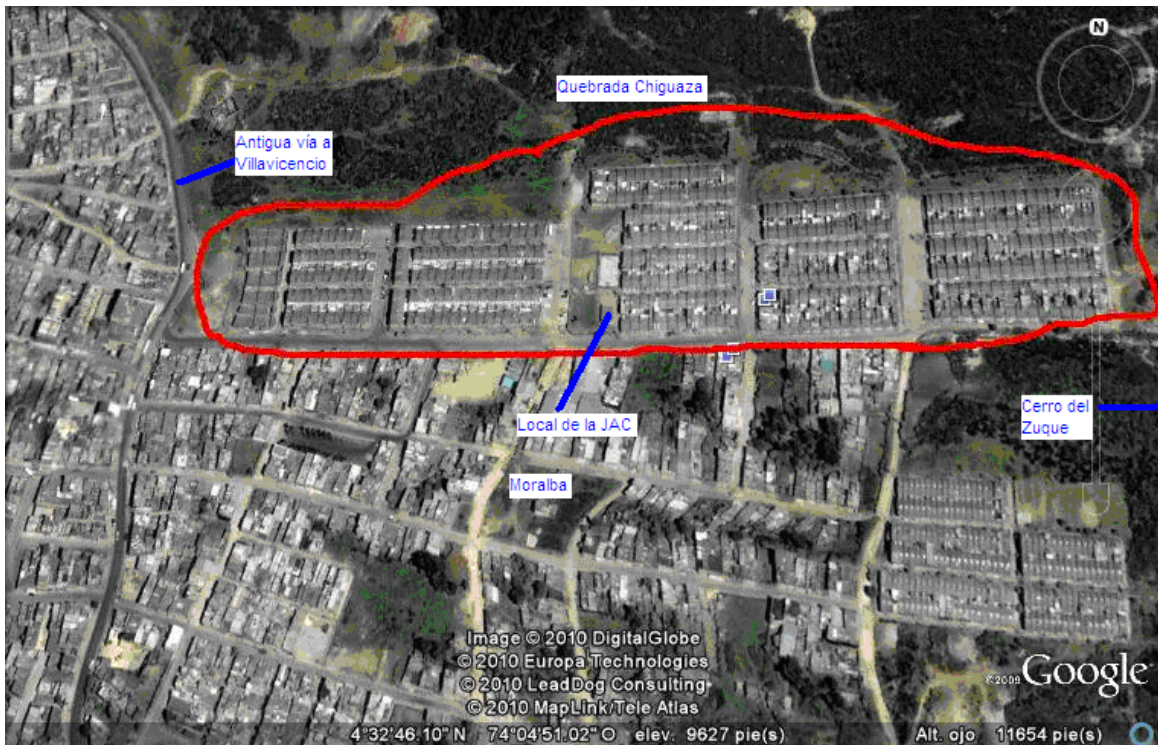 N
Quebrada Chiguaza
Antigua vía a
Villavicencio
Local de la JAC
Cerro del
Zuque
Moralba
Image © 2010 DigitalGlobe
© 2010 Europa Technologies
© 2010 LeadDog Consulting
© 2010 MapLink/Tele Atlas
©2009 Google
4°32'46.10" N 74°04'51.02" O elev. 9627 pie(s) Alt. ojo 11654 pie(s)